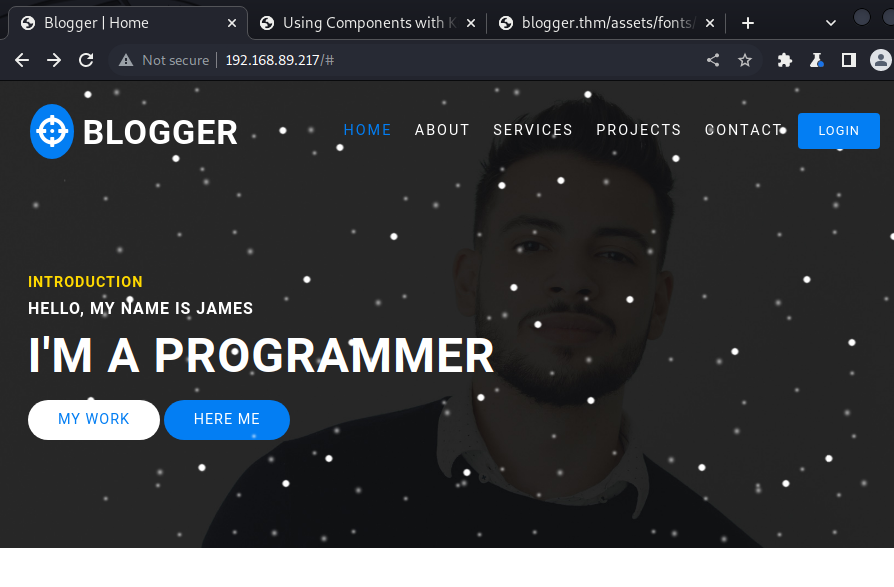 Blogger | Home
Using Components with K
blogger.thm/assets/fonts/
Not secure
192.168.89.217/#
BLOGGER
HOME
ABOUT
SERVICES
PROJECTS
CONTACT
LOGIN
INTRODUCTION
HELLO, MY NAME IS JAMES
I'M A PROGRAMMER
MY WORK
HERE ME